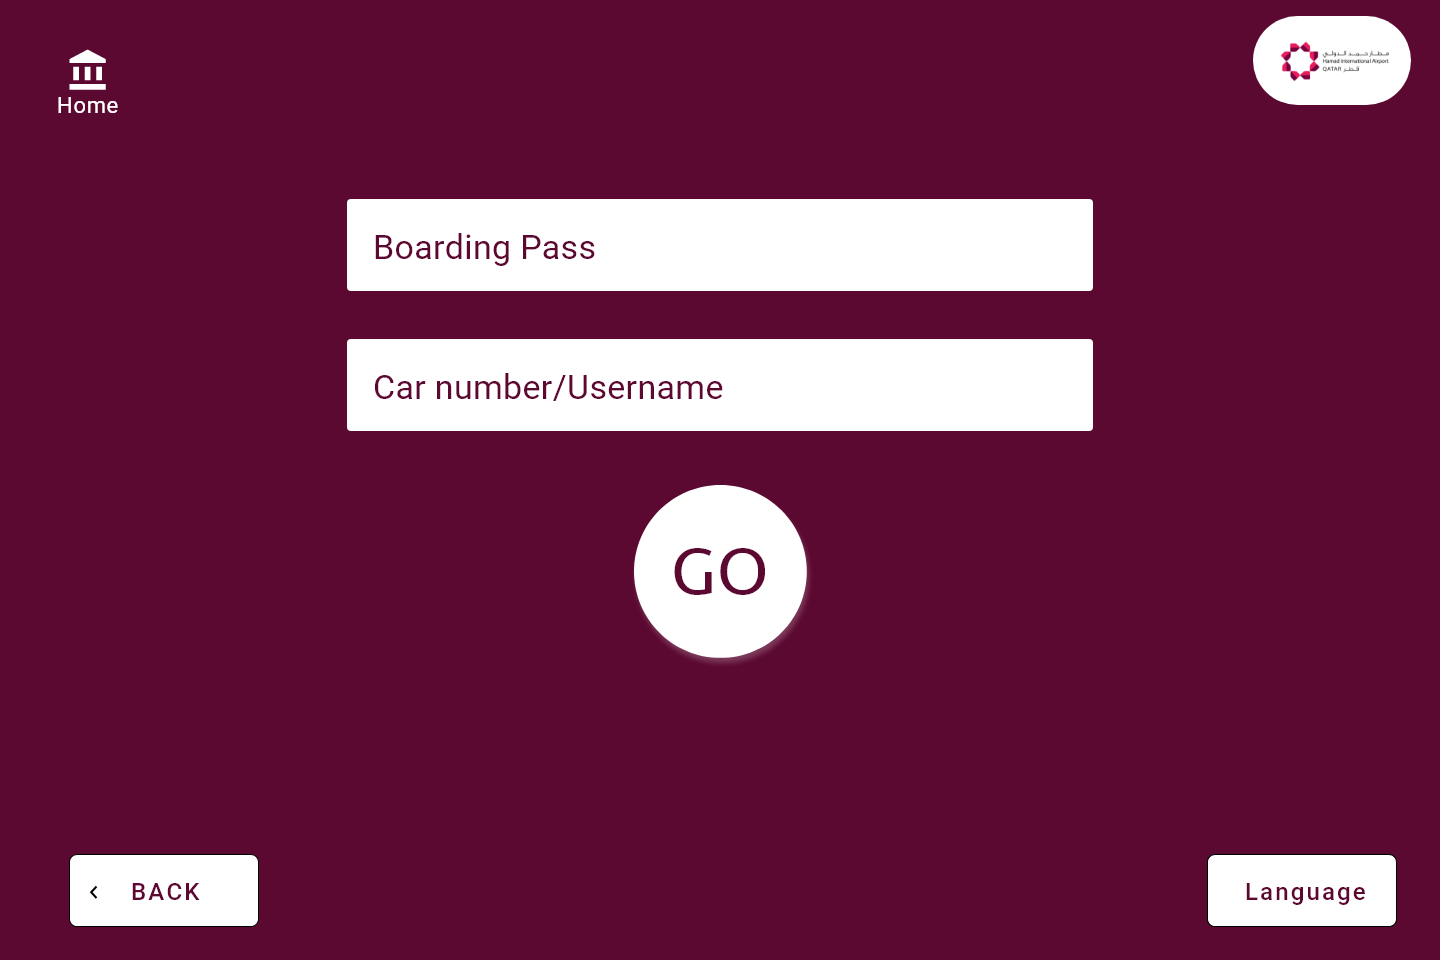 Home
مطار حمد الدولي
Hamad International Airport
QATAR قطر
Boarding Pass
Car number/Username
GO
BACK
Language